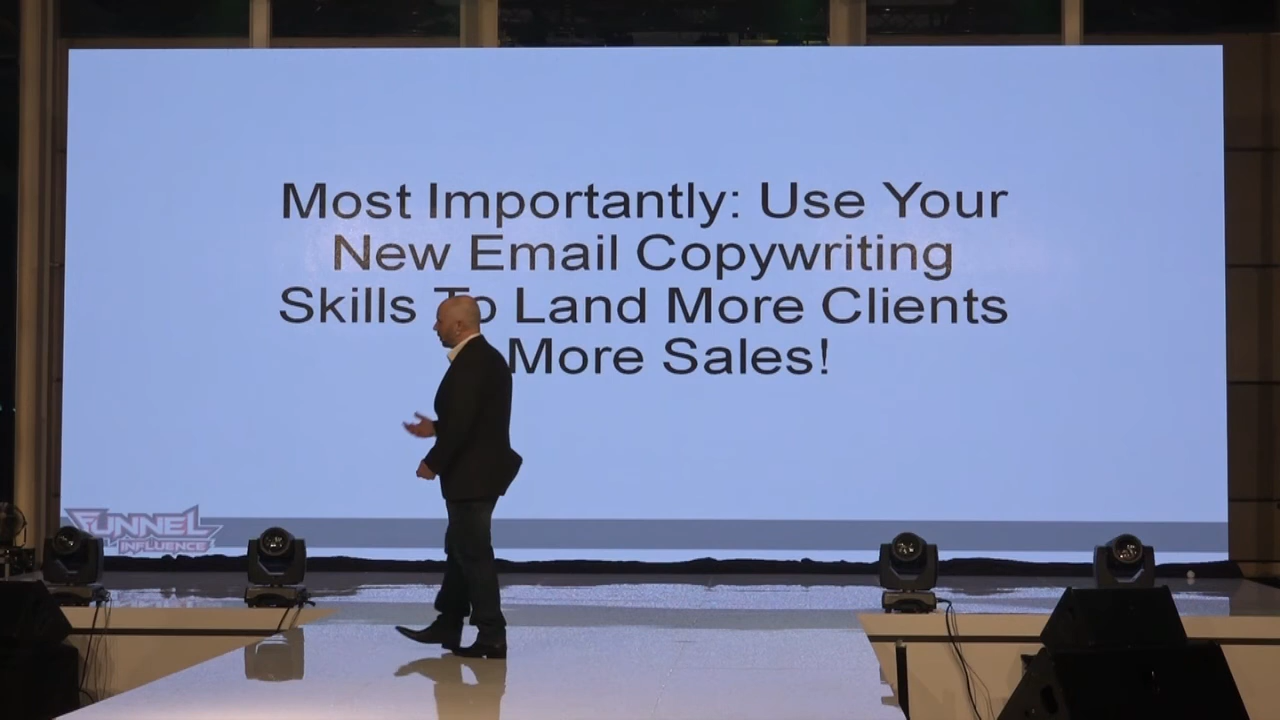 Most Importantly: Use Your
New Email Copywriting
Skills To Land More Clients
More Sales!
FUNNEL
INFLUENCE